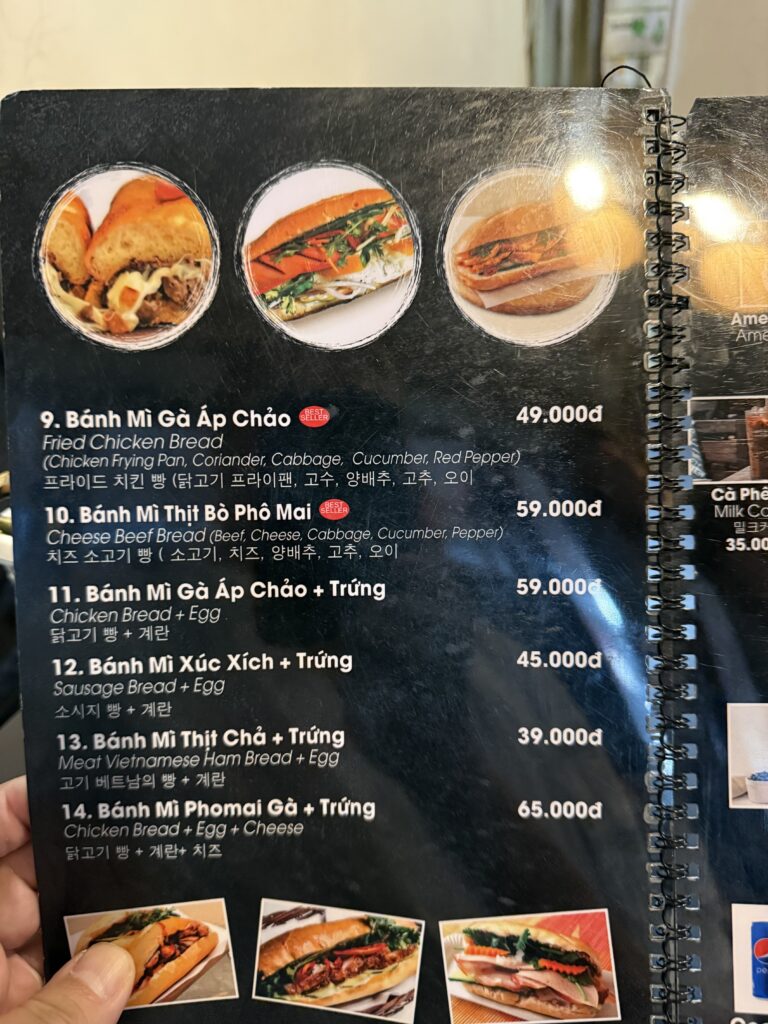 9. Bánh Mì Gà Áp Chảo BEST SELLER 49.000đ
Fried Chicken Bread
(Chicken Frying Pan, Coriander, Cabbage, Cucumber, Red Pepper)
프라이드 치킨 빵 (닭고기 프라이팬, 고수, 양배추, 고추, 오이
10. Bánh Mì Thịt Bò Phô Mai BEST SELLER 59.000đ
Cheese Beef Bread (Beef, Cheese, Cabbage, Cucumber, Pepper)
치즈 소고기 빵 ( 소고기, 치즈, 양배추, 고추, 오이
11. Bánh Mì Gà Áp Chảo + Trứng 59.000đ
Chicken Bread + Egg
닭고기 빵 + 계란
12. Bánh Mì Xúc Xích + Trứng 45.000đ
Sausage Bread + Egg
소시지 빵 + 계란
13. Bánh Mì Thịt Chả + Trứng 39.000đ
Meat Vietnamese Ham Bread + Egg
고기 베트남의 빵 + 계란
14. Bánh Mì Phomai Gà + Trứng 65.000đ
Chicken Bread + Egg + Cheese
닭고기 빵 + 계란+ 치즈
Ame
Ame
Cà Phê
Milk Co
밀크커
35.00